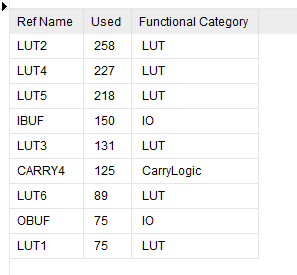 Ref Name Used Functional Category
LUT2 258 LUT
LUT4 227 LUT
LUT5 218 LUT
IBUF 150 IO
LUT3 131 LUT
CARRY4 125 CarryLogic
LUT6 89 LUT
OBUF 75 IO
LUT1 75 LUT